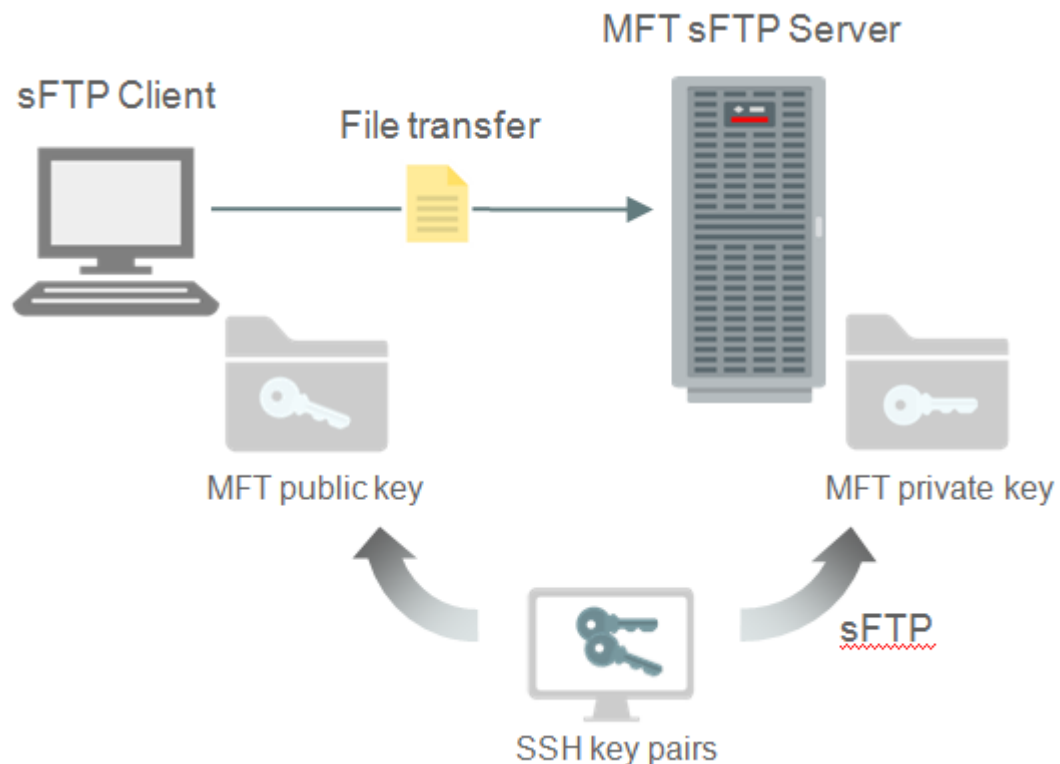 MFT sFTP Server
sFTP Client
File transfer
MFT public key
MFT private key
sFTP
SSH key pairs